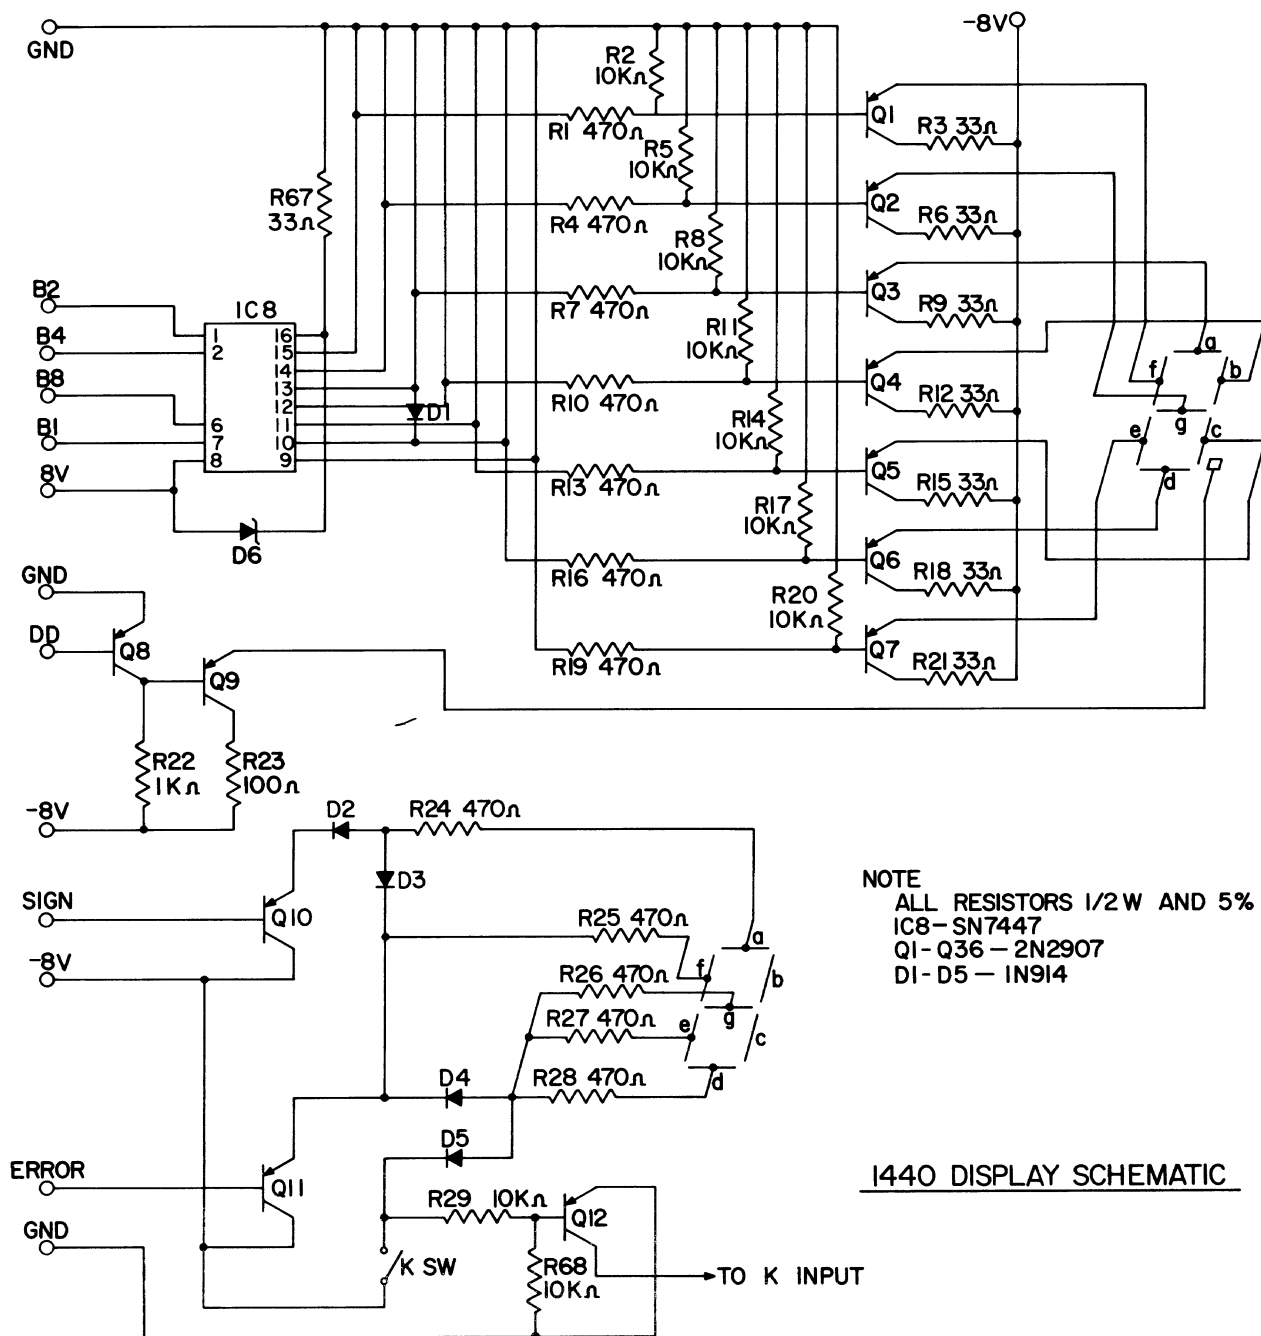 GND
-8V
R2
10KΩ
Q1
R1 470Ω
R3 33Ω
R5
10KΩ
R67
33Ω
Q2
R4 470Ω
R6 33Ω
R8
10KΩ
B2
IC8
Q3
R7 470Ω
R9 33Ω
R11
10KΩ
1 16
B4
2 15
14
a
f b
B8
13
Q4
R10 470Ω
R12 33Ω
12 D1
R14
10KΩ
g
6 11
e c
B1
7 10
8V
8 9
Q5
R13 470Ω
R15 33Ω
d
R17
10KΩ
D6
Q6
R16 470Ω
R18 33Ω
GND
R20
10KΩ
DD
Q8
Q7
R19 470Ω
R21 33Ω
Q9
R22
1KΩ
R23
100Ω
-8V
D2
R24 470Ω
D3
NOTE
ALL RESISTORS 1/2W AND 5%
IC8-SN7447
Q1-Q36-2N2907
D1-D5-1N914
SIGN
Q10
R25 470Ω
a
-8V
f b
R26 470Ω
g
R27 470Ω
e c
D4
R28 470Ω
d
D5
ERROR
Q11
1440 DISPLAY SCHEMATIC
R29 10KΩ
Q12
GND
K SW
R68
10KΩ
TO K INPUT